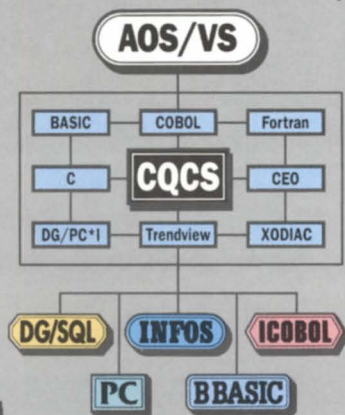 AOS/VS
BASIC COBOL Fortran
C CQCS CEO
DG/PC*I Trendview XODIAC
DG/SQL INFOS ICOBOL
PC BBASIC